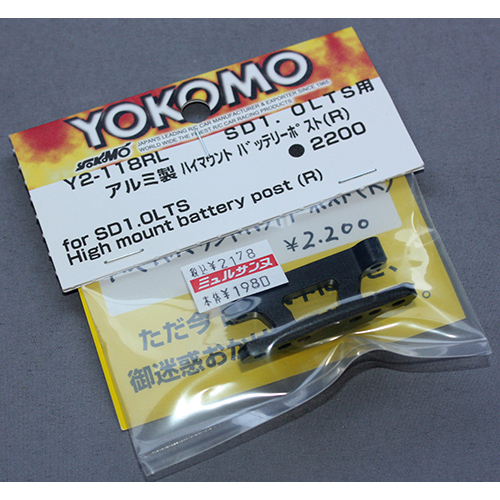 YOKOMO
JAPAN'S LEADING R/C CAR MANUFACTURER & EXPORTER SINCE 1965
WORLD WIDE THE FINEST R/C CAR RACING PRODUCTS
YOKOMO
Y2-118RL SD1.0LTS用
アルミ製 ハイマウント バッテリーポスト(R) ●2200
for SD1.0LTS
High mount battery post (R)
¥2.200
税込¥2178
ミュルサンヌ
本体¥1980
ただ今
御迷惑お